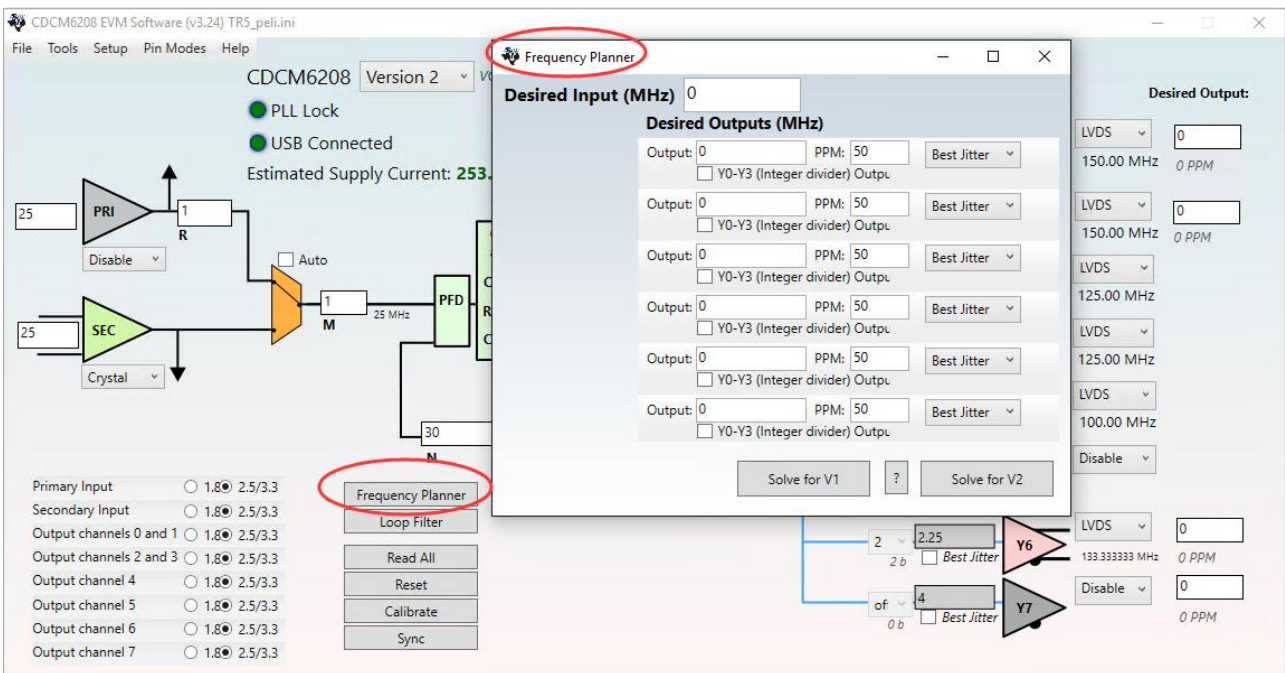 CDCM6208 EVM Software (v3.24) TR5_peli.ini
File Tools Setup Pin Modes Help
CDCM6208 Version 2
PLL Lock
USB Connected
Estimated Supply Current: 253.
25
PRI
1
R
Disable
Auto
25
SEC
Crystal
1
M
25 MHz
PFD
30
N
Frequency Planner
Desired Input (MHz) 0
Desired Outputs (MHz)
Output: 0 PPM: 50 Best Jitter
Y0-Y3 (Integer divider) Outpu
Output: 0 PPM: 50 Best Jitter
Y0-Y3 (Integer divider) Outpu
Output: 0 PPM: 50 Best Jitter
Y0-Y3 (Integer divider) Outpu
Output: 0 PPM: 50 Best Jitter
Y0-Y3 (Integer divider) Outpu
Output: 0 PPM: 50 Best Jitter
Y0-Y3 (Integer divider) Outpu
Output: 0 PPM: 50 Best Jitter
Y0-Y3 (Integer divider) Outpu
Solve for V1 ? Solve for V2
Desired Output:
LVDS 0
150.00 MHz 0 PPM
LVDS 0
150.00 MHz 0 PPM
LVDS
125.00 MHz
LVDS
125.00 MHz
LVDS
100.00 MHz
Disable
Primary Input 1.8 2.5/3.3
Secondary Input 1.8 2.5/3.3
Output channels 0 and 1 1.8 2.5/3.3
Output channels 2 and 3 1.8 2.5/3.3
Output channel 4 1.8 2.5/3.3
Output channel 5 1.8 2.5/3.3
Output channel 6 1.8 2.5/3.3
Output channel 7 1.8 2.5/3.3
Frequency Planner
Loop Filter
Read All
Reset
Calibrate
Sync
2 2.25 Y6 LVDS 0
2 b Best Jitter 133.333333 MHz 0 PPM
of 4 Y7 Disable 0
0 b Best Jitter 0 PPM